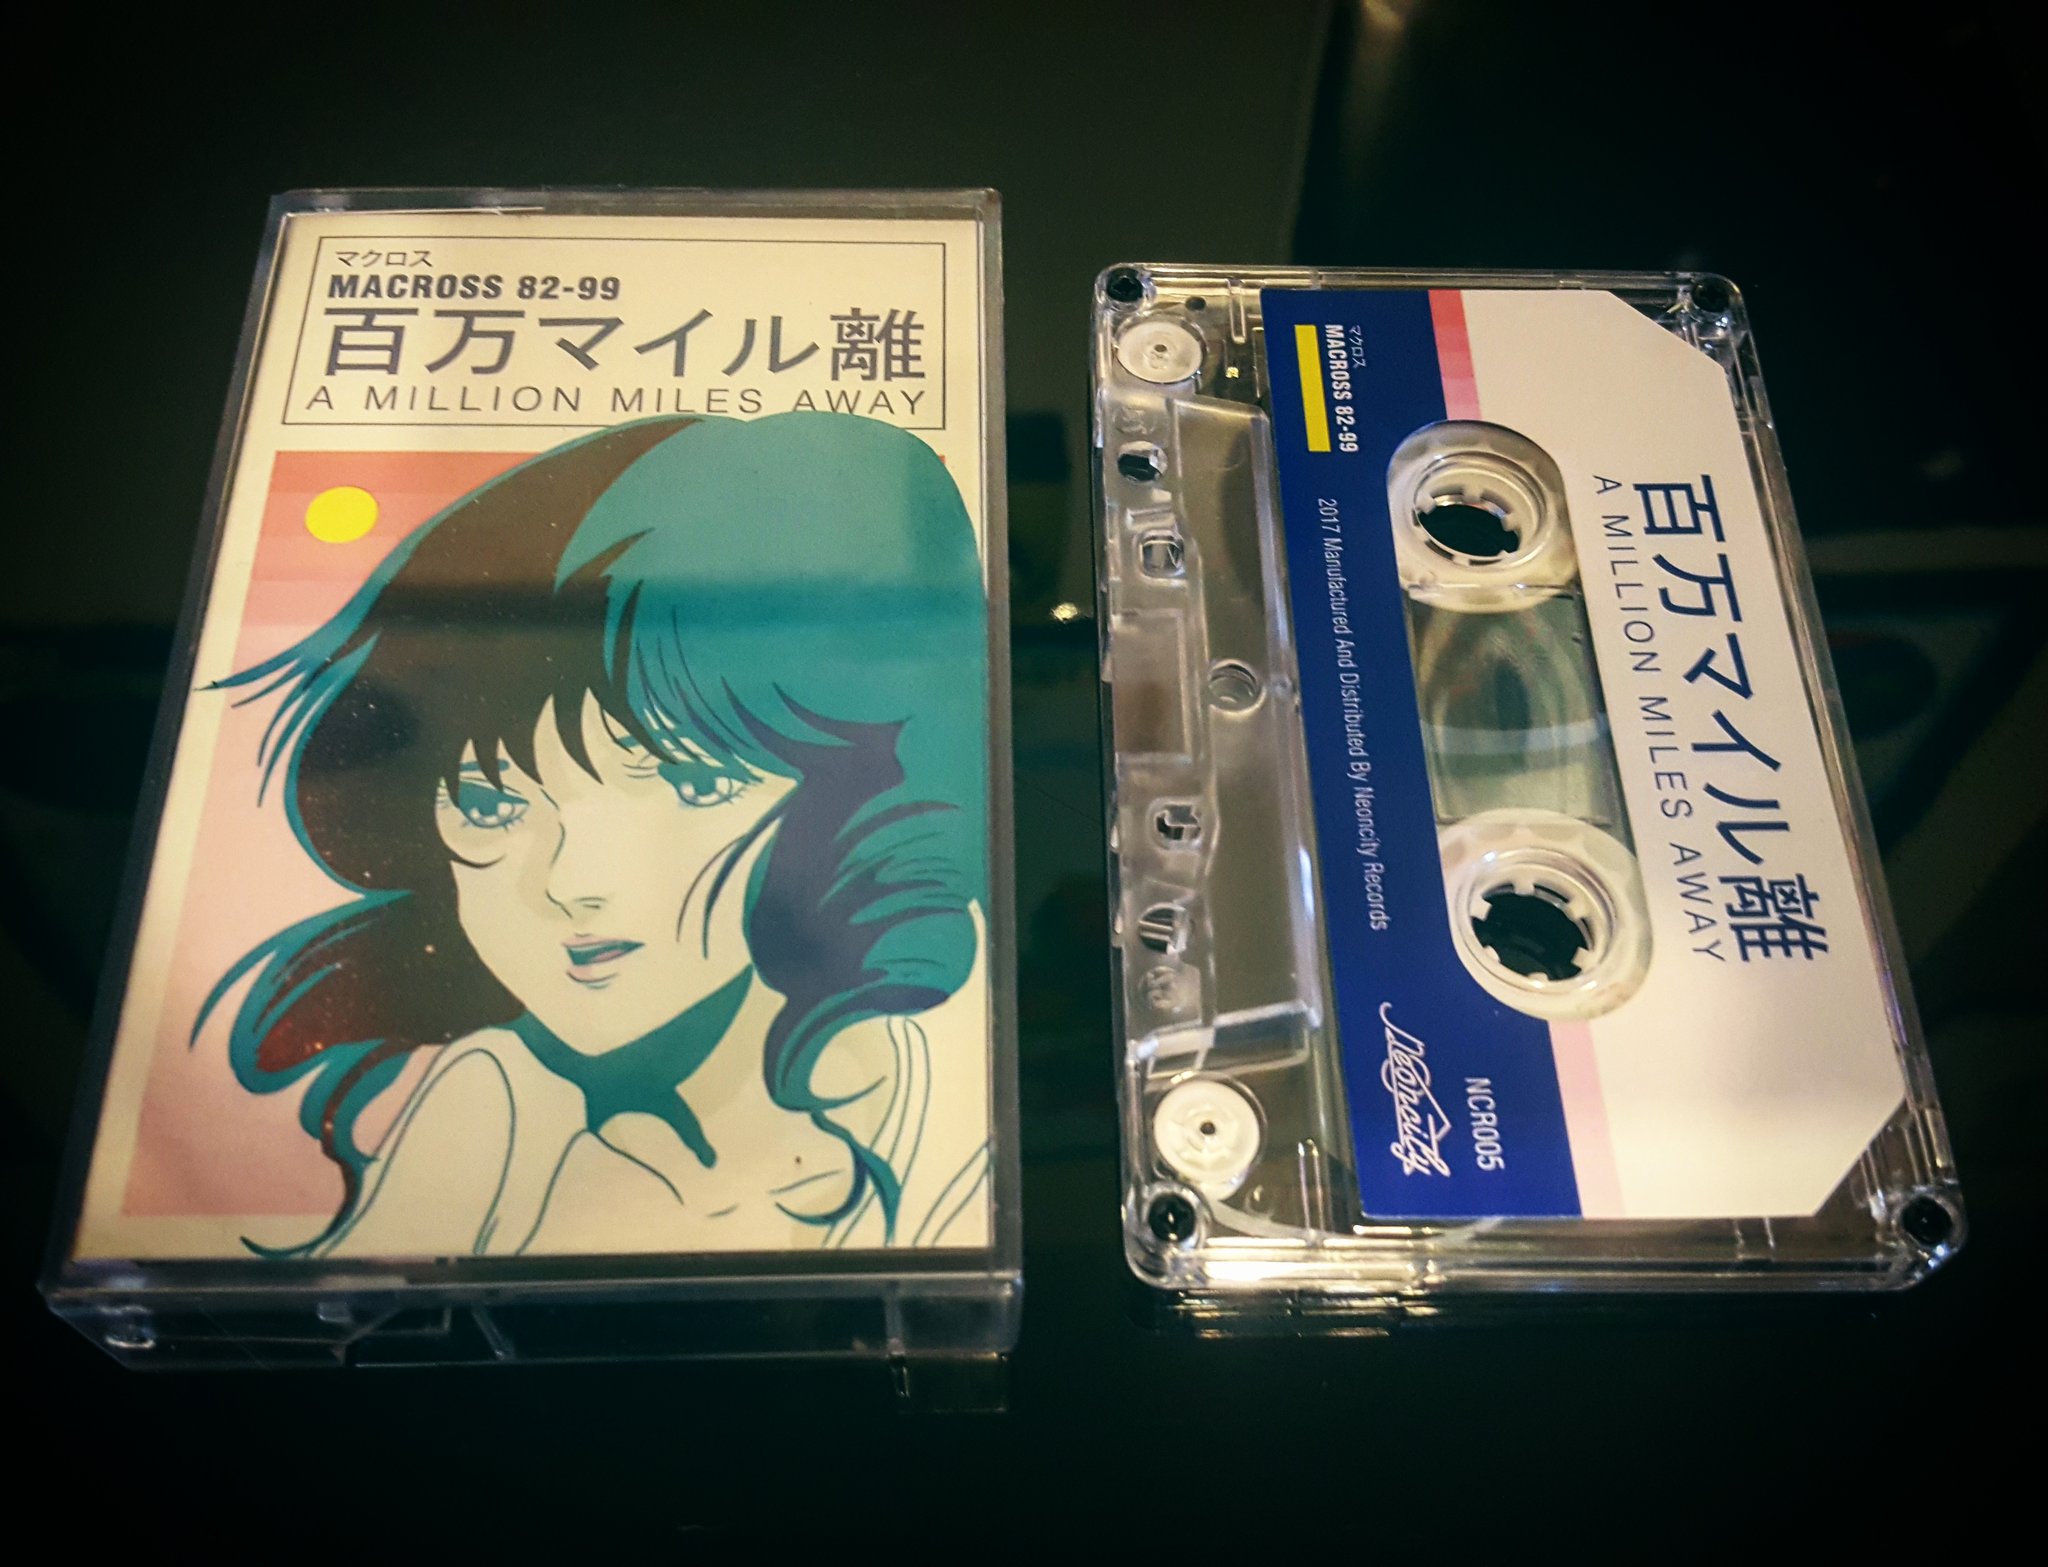 マクロス
MACROSS 82-99
百万マイル離
A MILLION MILES AWAY
百万マイル離
A MILLION MILES AWAY
マクロス
MACROSS 82-99
2017 Manufactured And Distributed By Neoncity Records
Neoncity
NCR005